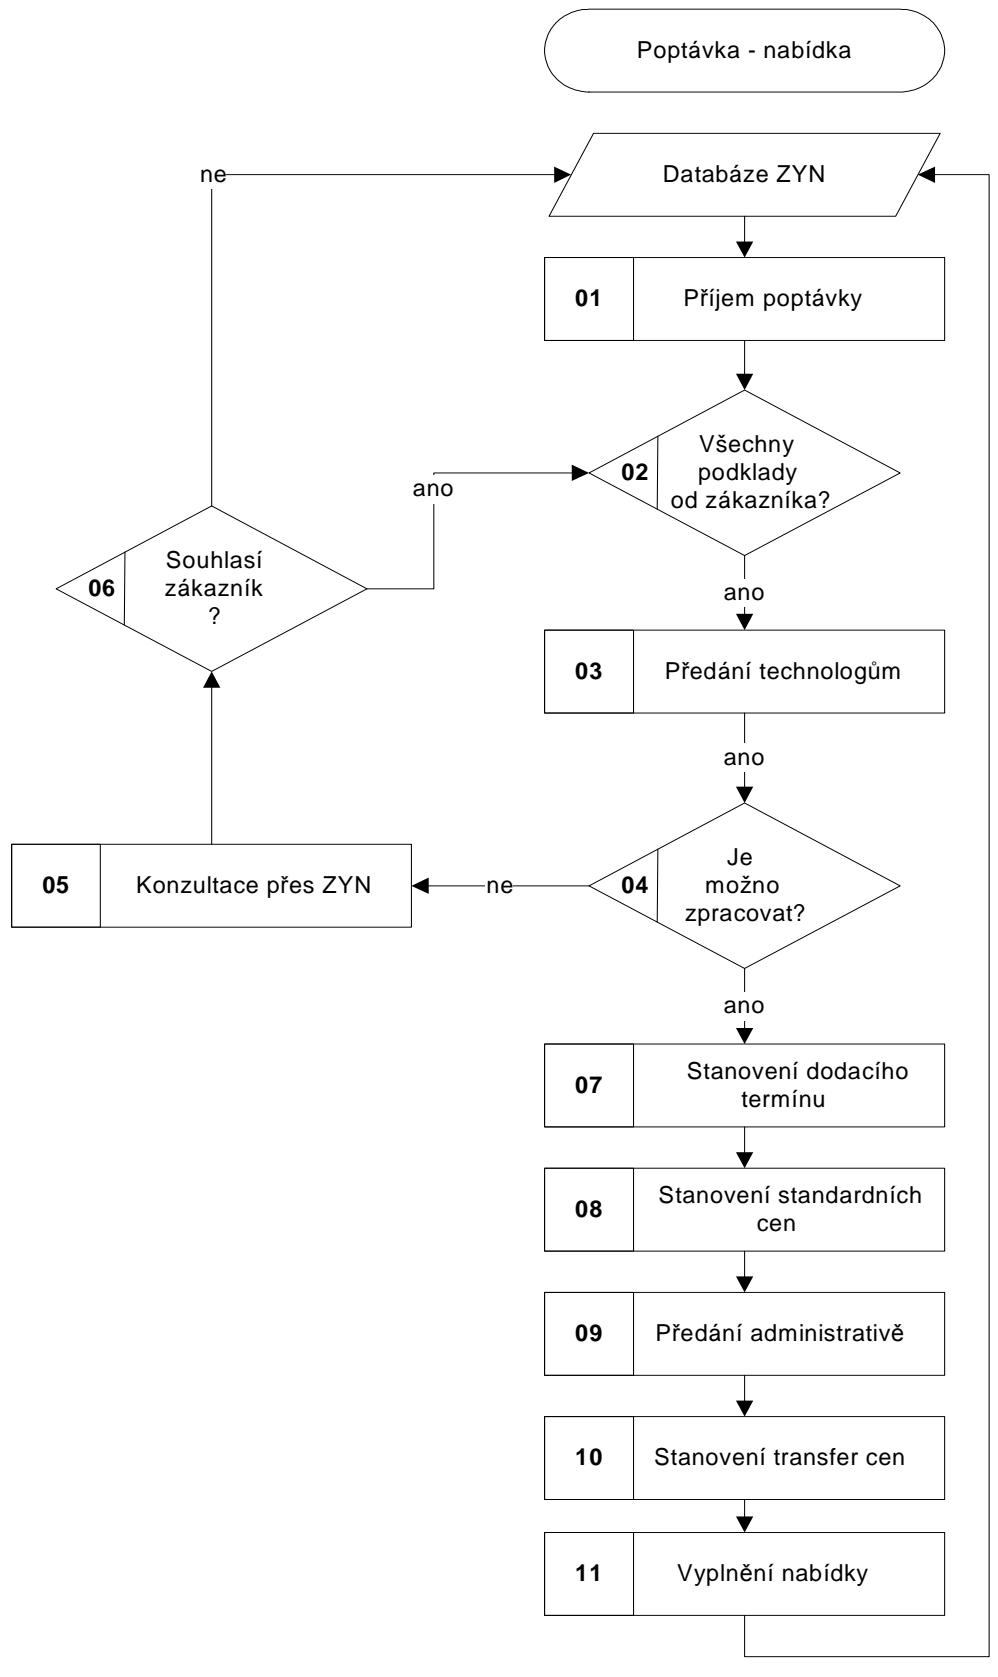 Poptávka - nabídka
ne
Databáze ZYN
01
Příjem poptávky
02
Všechny
podklady
od zákazníka?
ano
06
Souhlasí
zákazník
?
ano
03
Předání technologům
ano
04
Je
možno
zpracovat?
ne
05
Konzultace přes ZYN
ano
07
Stanovení dodacího
termínu
08
Stanovení standardních
cen
09
Předání administrativě
10
Stanovení transfer cen
11
Vyplnění nabídky